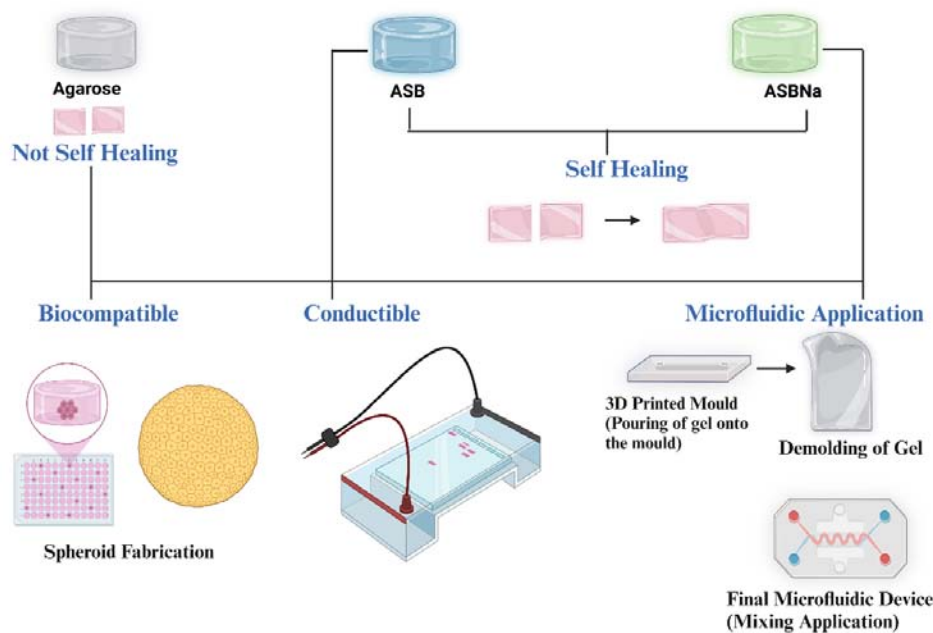 Agarose
ASB
ASBNa
Not Self Healing
Self Healing
Biocompatible
Conductible
Microfluidic Application
3D Printed Mould
(Pouring of gel onto
the mould)
Demolding of Gel
Spheroid Fabrication
Final Microfluidic Device
(Mixing Application)